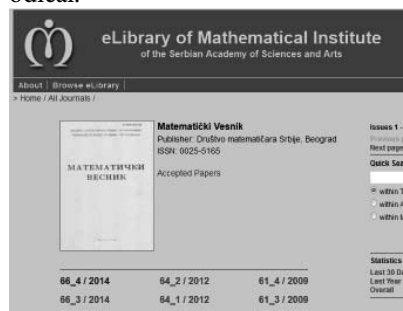 eLibrary of Mathematical Institute
of the Serbian Academy of Sciences and Arts
About | Browse eLibrary |
> Home / All Journals /
Matematički Vesnik
Publisher: Društvo matematičara Srbije, Beograd
ISSN: 0025-5165
Accepted Papers
МАТЕМАТИЧКИ
ВЕСНИК
Issues 1 -
Next page
Quick Sea
within T
within A
within
Statistics
Last 30 Da
Last Year
Overall
66_4 / 2014 64_2 / 2012 61_4 / 2009
66_3 / 2014 64_1 / 2012 61_3 / 2009